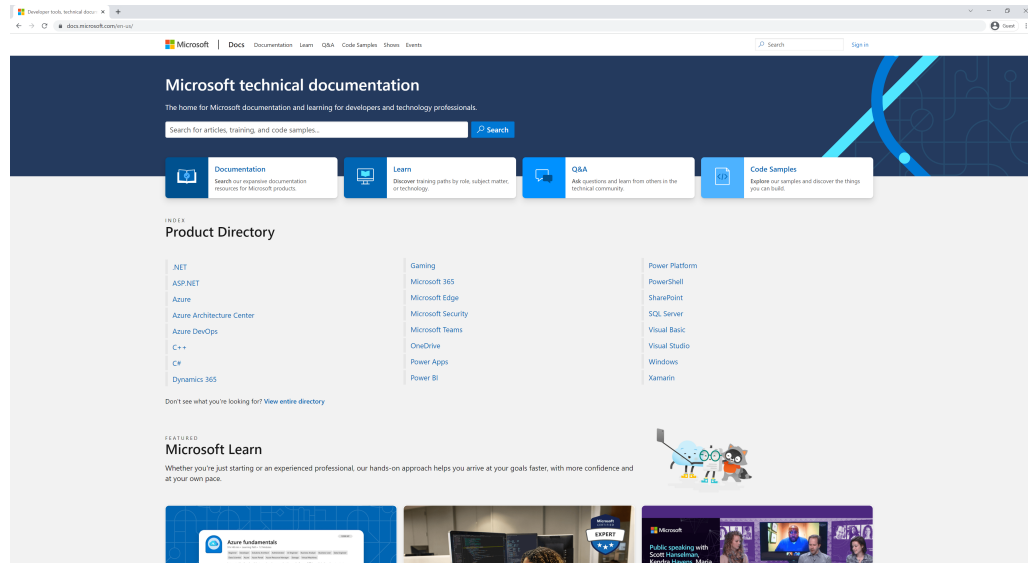 Developer tools, technical docu
docs.microsoft.com/en-us/
Guest
Microsoft
Docs
Documentation
Learn
Q&A
Code Samples
Shows
Events
Search
Sign in
Microsoft technical documentation
The home for Microsoft documentation and learning for developers and technology professionals.
Search for articles, training, and code samples...
Search
Documentation
Search our expansive documentation
resources for Microsoft products.
Learn
Discover training paths by role, subject matter,
or technology.
Q&A
Ask questions and learn from others in the
technical community.
Code Samples
Explore our samples and discover the things
you can build.
INDEX
Product Directory
.NET
ASP.NET
Azure
Azure Architecture Center
Azure DevOps
C++
C#
Dynamics 365
Gaming
Microsoft 365
Microsoft Edge
Microsoft Security
Microsoft Teams
OneDrive
Power Apps
Power BI
Power Platform
PowerShell
SharePoint
SQL Server
Visual Basic
Visual Studio
Windows
Xamarin
Don't see what you're looking for? View entire directory
FEATURED
Microsoft Learn
Whether you're just starting or an experienced professional, our hands-on approach helps you arrive at your goals faster, with more confidence and
at your own pace.
Azure fundamentals
Microsoft
EXPERT
Microsoft
Public speaking with
Scott Hanselman,
Kendra Havens, Maria